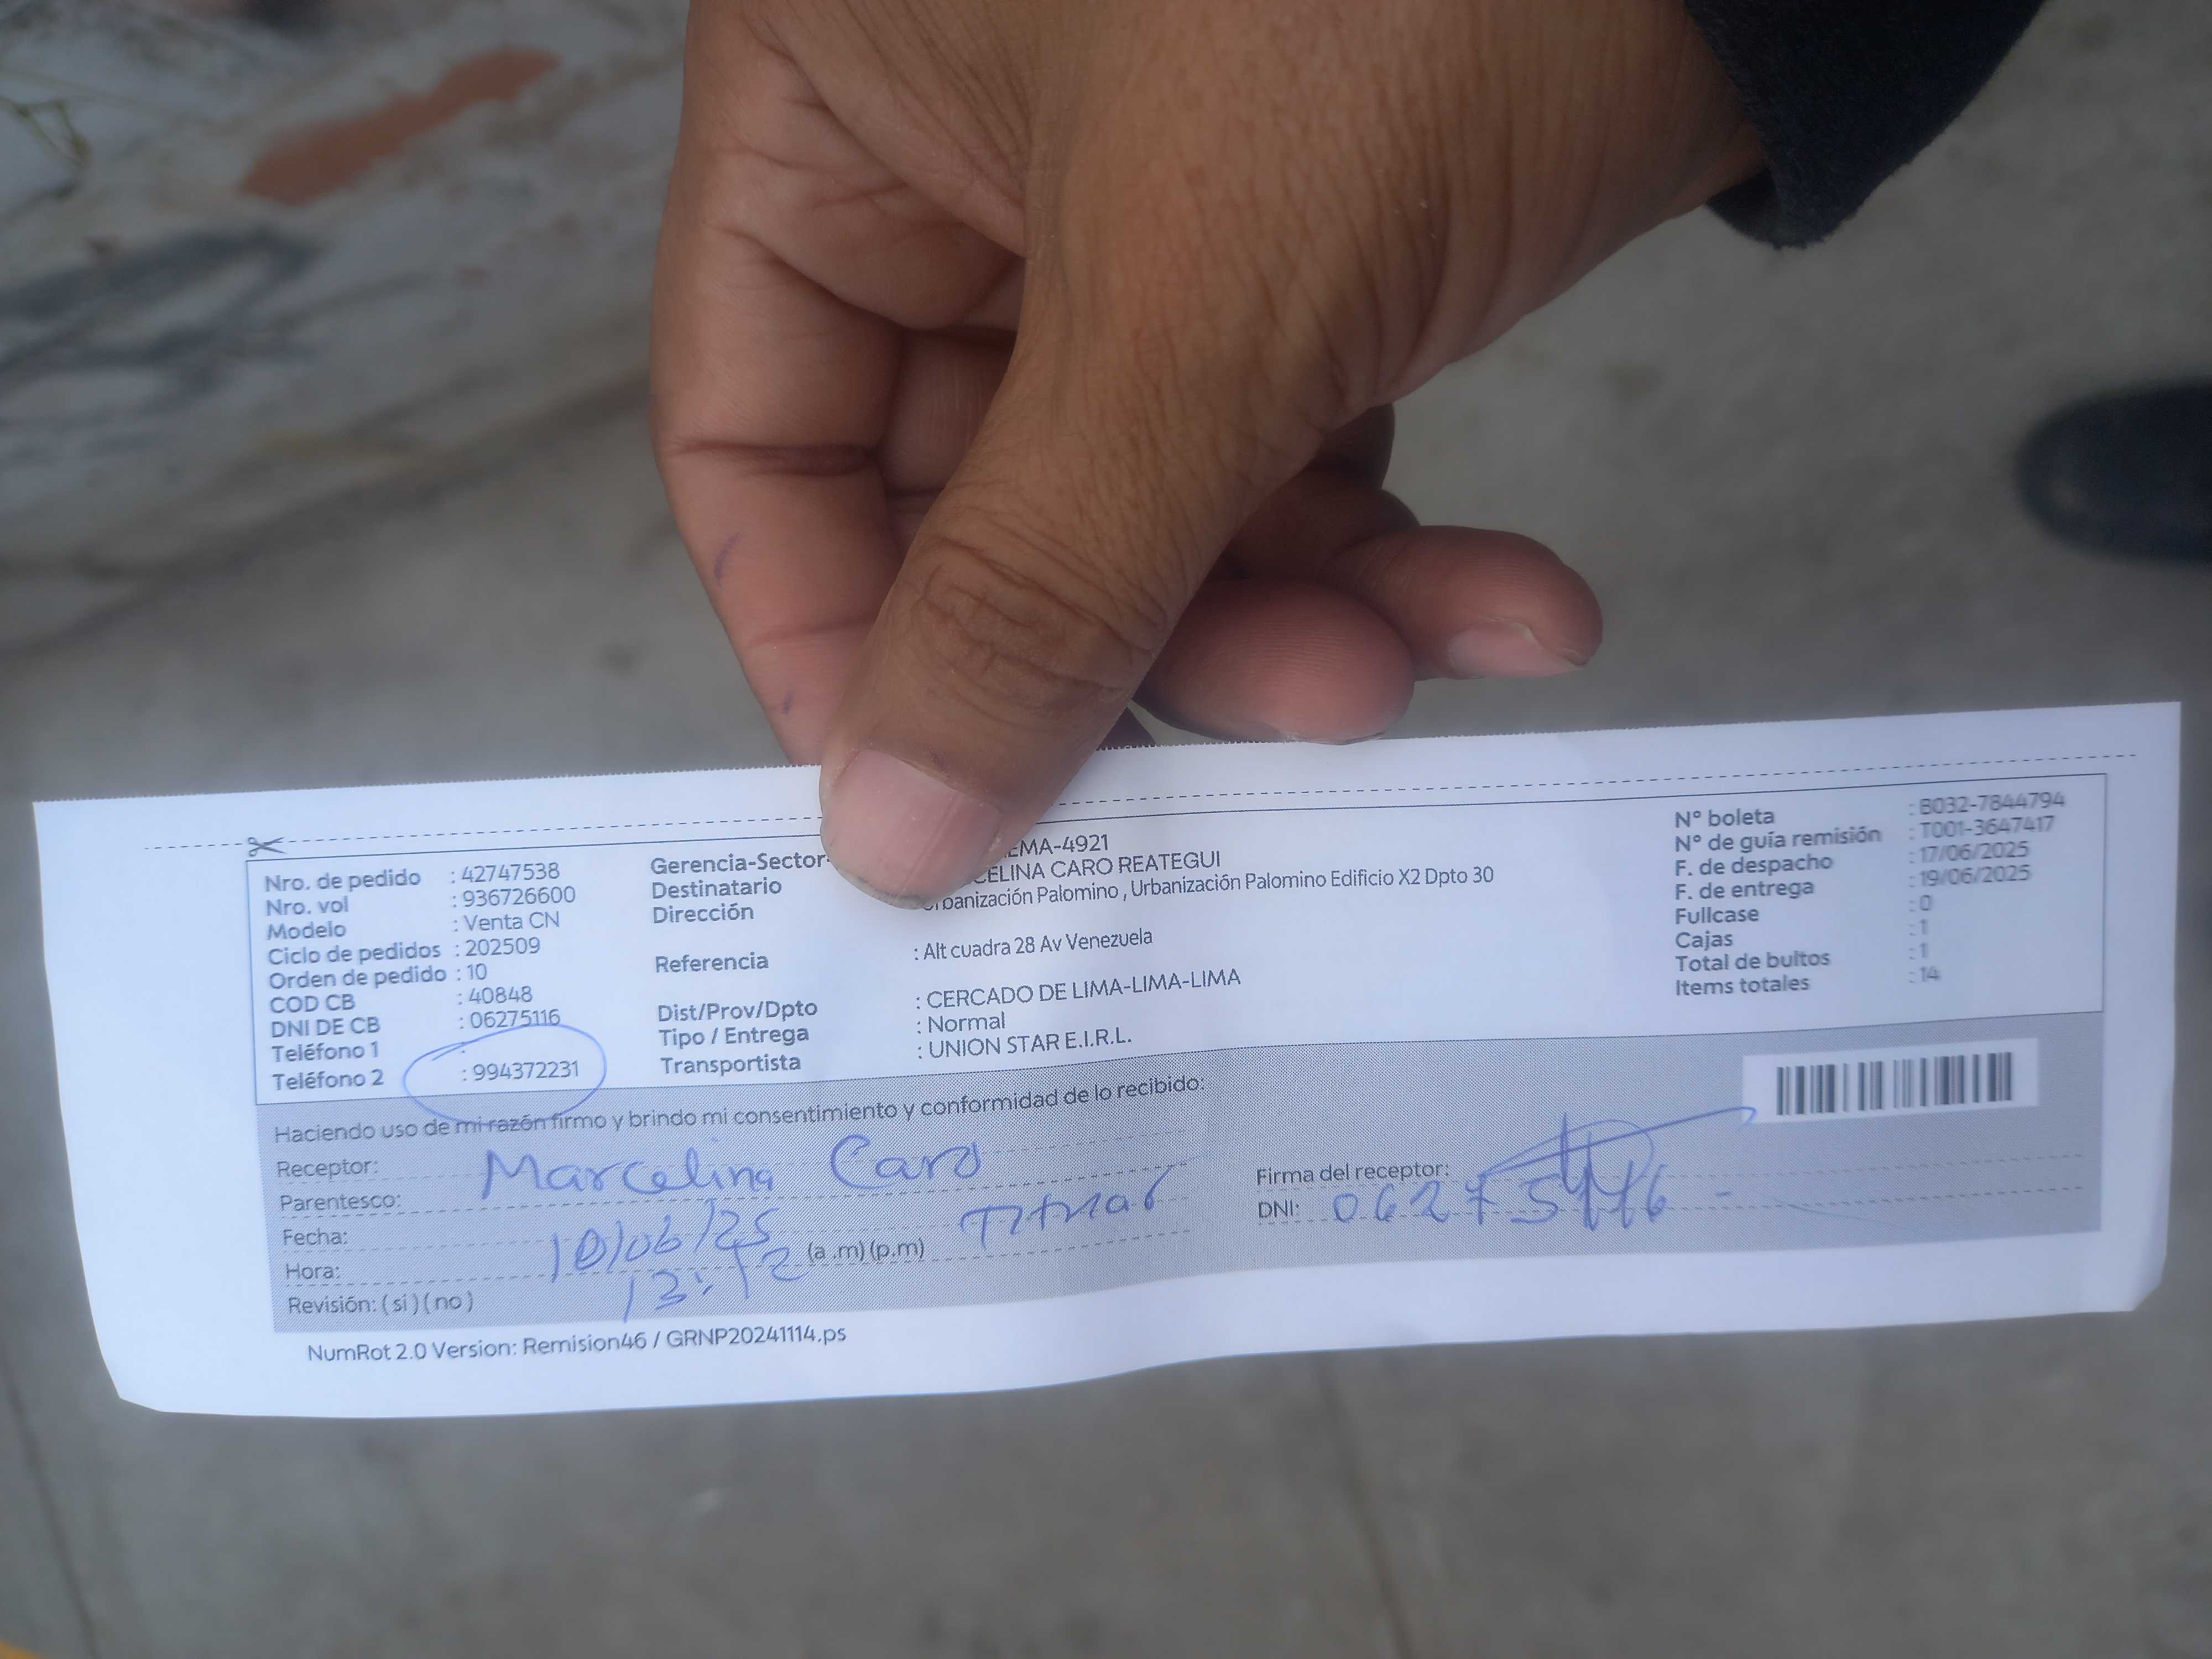 Nro. de pedido : 42747538
Nro. vol : 936726600
Modelo : Venta CN
Ciclo de pedidos : 202509
Orden de pedido : 10
COD CB : 40848
DNI DE CB : 06275116
Teléfono 1 :
Teléfono 2 : 994372231
Gerencia-Sector- EMA-4921
Destinatario CELINA CARO REATEGUI
Dirección Urbanización Palomino , Urbanización Palomino Edificio X2 Dpto 30
Referencia : Alt cuadra 28 Av Venezuela
Dist/Prov/Dpto : CERCADO DE LIMA-LIMA-LIMA
Tipo / Entrega : Normal
Transportista : UNION STAR E.I.R.L.
N° boleta : B032-7844794
N° de guía remisión : T001-3647417
F. de despacho : 17/06/2025
F. de entrega : 19/06/2025
Fullcase : 0
Cajas : 1
Total de bultos : 1
Items totales : 14
Haciendo uso de mi razón firmo y brindo mi consentimiento y conformidad de lo recibido:
Receptor: Marcelina Caro
Parentesco:
Fecha: /06/25
Hora: 13:12 (a .m) (p.m)
Revisión: ( si ) ( no )
Firma del receptor:
DNI: 06275116
NumRot 2.0 Version: Remision46 / GRNP20241114.ps